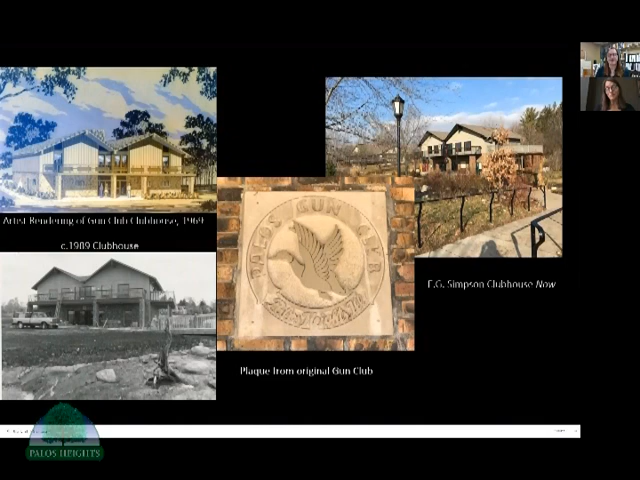 Artist Rendering of Gun Club Clubhouse, 1969
c.1989 Clubhouse
PALOS GUN CLUB
E.G. Simpson Clubhouse Now
Plaque from original Gun Club
PALOS HEIGHTS